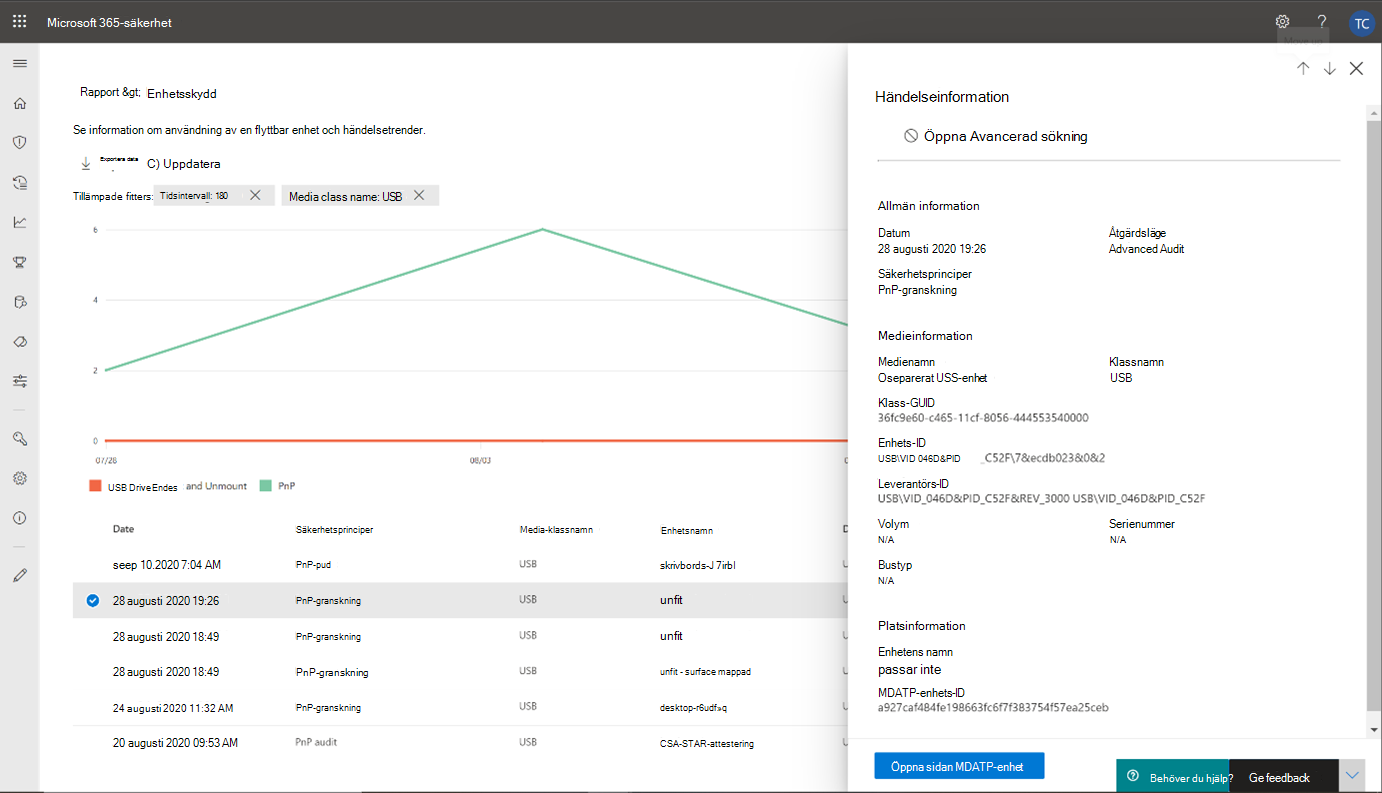 Microsoft 365-säkerhet
?
TC
Rapport &gt; Enhetsskydd
Se information om användning av en flyttbar enhet och händelsetrender.
Exportera data
C) Uppdatera
Tillämpade fitters:
Tidsintervall: 180
Media class name: USB
6
4
2
0
07/26
08/03
USB DriveEndes and Unmount
PnP
Date
Säkerhetsprinciper
Media-klassnamn
Enhetsnamn
seep 10.2020 7:04 AM
PnP-pud
USB
skrivbords-J 7irbl
28 augusti 2020 19:26
PnP-granskning
USB
unfit
28 augusti 2020 18:49
PnP-granskning
USB
unfit
28 augusti 2020 18:49
PnP-granskning
USB
unfit - surface mappad
24 augusti 2020 11:32 AM
PnP-granskning
USB
desktop-r6udf»q
20 augusti 2020 09:53 AM
PnP audit
USB
CSA-STAR-attestering
Händelseinformation
Öppna Avancerad sökning
Allmän information
Datum
28 augusti 2020 19:26
Åtgärdsläge
Advanced Audit
Säkerhetsprinciper
PnP-granskning
Medieinformation
Medienamn
Oseparerat USS-enhet
Klassnamn
USB
Klass-GUID
36fc9e60-c465-11cf-8056-444553540000
Enhets-ID
USB\VID 046D&PID _C52F\7&ecdb023&0&2
Leverantörs-ID
USB\VID_046D&PID_C52F&REV_3000 USB\VID_046D&PID_C52F
Volym
N/A
Serienummer
N/A
Bustyp
N/A
Platsinformation
Enhetens namn
passar inte
MDATP-enhets-ID
a927caf484fe198663fc6f7f383754f57ea25ceb
Öppna sidan MDATP-enhet
Behöver du hjälp?
Ge feedback